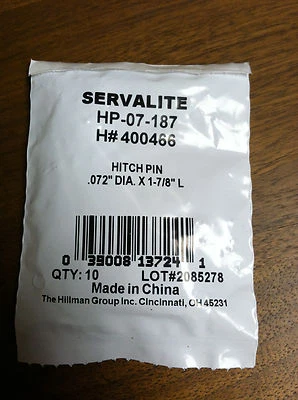 SERVALITE
HP-07-187
H# 400466
HITCH PIN
.072" DIA. X 1-7/8" L
0 39008 13724 1
QTY: 10 LOT#2085278
Made in China
The Hillman Group Inc. Cincinnati, OH 45231